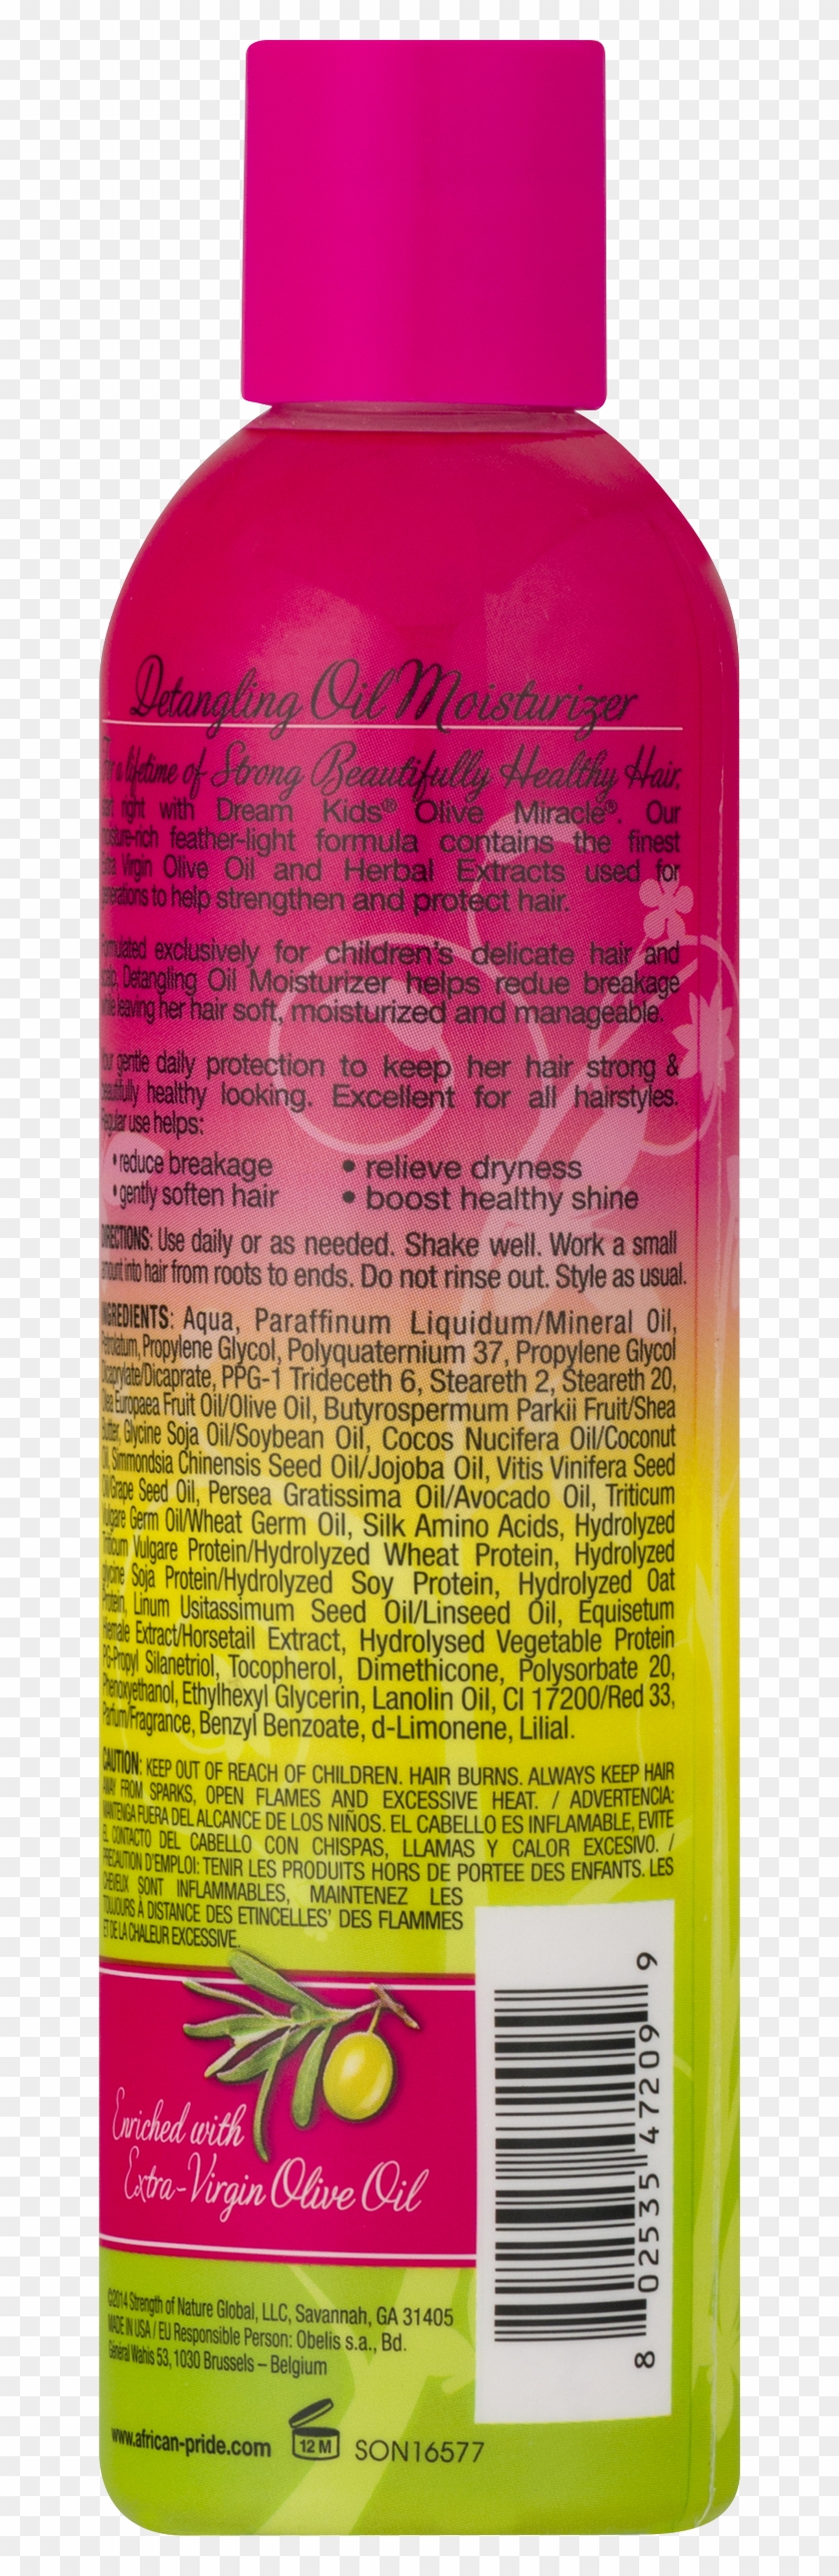 Detangling Oil Moisturizer
For a lifetime of Strong Beautifully Healthy Hair,
start right with Dream Kids® Olive Miracle®. Our
moisture-rich feather-light formula contains the finest
Extra Virgin Olive Oil and Herbal Extracts used for
generations to help strengthen and protect hair.
Formulated exclusively for children's delicate hair and
scalp, Detangling Oil Moisturizer helps redue breakage
while leaving her hair soft, moisturized and manageable.
Your gentle daily protection to keep her hair strong &
beautifully healthy looking. Excellent for all hairstyles.
Regular use helps:
• reduce breakage • relieve dryness
• gently soften hair • boost healthy shine
DIRECTIONS: Use daily or as needed. Shake well. Work a small
amount into hair from roots to ends. Do not rinse out. Style as usual.
INGREDIENTS: Aqua, Paraffinum Liquidum/Mineral Oil,
Petrolatum, Propylene Glycol, Polyquaternium 37, Propylene Glycol
Dicaprylate/Dicaprate, PPG-1 Trideceth 6, Steareth 2, Steareth 20,
Olea Europaea Fruit Oil/Olive Oil, Butyrospermum Parkii Fruit/Shea
Butter, Glycine Soja Oil/Soybean Oil, Cocos Nucifera Oil/Coconut
Oil, Simmondsia Chinensis Seed Oil/Jojoba Oil, Vitis Vinifera Seed
Oil/Grape Seed Oil, Persea Gratissima Oil/Avocado Oil, Triticum
Vulgare Germ Oil/Wheat Germ Oil, Silk Amino Acids, Hydrolyzed
Triticum Vulgare Protein/Hydrolyzed Wheat Protein, Hydrolyzed
glycine Soja Protein/Hydrolyzed Soy Protein, Hydrolyzed Oat
Protein, Linum Usitassimum Seed Oil/Linseed Oil, Equisetum
Hiemale Extract/Horsetail Extract, Hydrolysed Vegetable Protein
PG-Propyl Silanetriol, Tocopherol, Dimethicone, Polysorbate 20,
Phenoxyethanol, Ethylhexyl Glycerin, Lanolin Oil, CI 17200/Red 33,
Parfum/Fragrance, Benzyl Benzoate, d-Limonene, Lilial.
CAUTION: KEEP OUT OF REACH OF CHILDREN. HAIR BURNS. ALWAYS KEEP HAIR
AWAY FROM SPARKS, OPEN FLAMES AND EXCESSIVE HEAT. / ADVERTENCIA:
MANTENGA FUERA DEL ALCANCE DE LOS NIÑOS. EL CABELLO ES INFLAMABLE, EVITE
EL CONTACTO DEL CABELLO CON CHISPAS, LLAMAS Y CALOR EXCESIVO. /
PRECAUTION D'EMPLOI: TENIR LES PRODUITS HORS DE PORTEE DES ENFANTS. LES
CHEVEUX SONT INFLAMMABLES, MAINTENEZ LES
TOUJOURS À DISTANCE DES ETINCELLES' DES FLAMMES
ET DE LA CHALEUR EXCESSIVE.
Enriched with
Extra-Virgin Olive Oil
8 02535 47209 9
©2014 Strength of Nature Global, LLC, Savannah, GA 31405
MADE IN USA / EU Responsible Person: Obelis s.a., Bd.
Général Wahis 53, 1030 Brussels – Belgium
www.african-pride.com 12 M SON16577